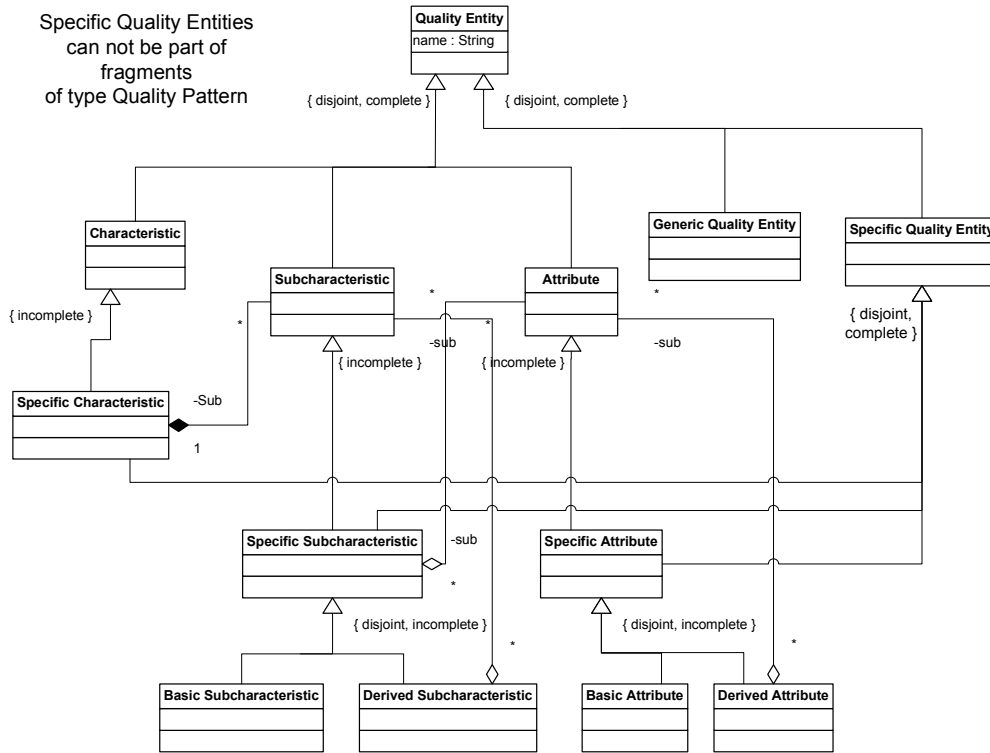 Specific Quality Entities
can not be part of
fragments
of type Quality Pattern
Quality Entity
name : String
{ disjoint, complete }
{ disjoint, complete }
Characteristic
Generic Quality Entity
Specific Quality Entity
Subcharacteristic
Attribute
{ incomplete }
*
*
*
*
-sub
-sub
{ disjoint,
complete }
{ incomplete }
{ incomplete }
Specific Characteristic
-Sub
1
Specific Subcharacteristic
-sub
*
Specific Attribute
{ disjoint, incomplete }
{ disjoint, incomplete }
*
*
Basic Subcharacteristic
Derived Subcharacteristic
Basic Attribute
Derived Attribute